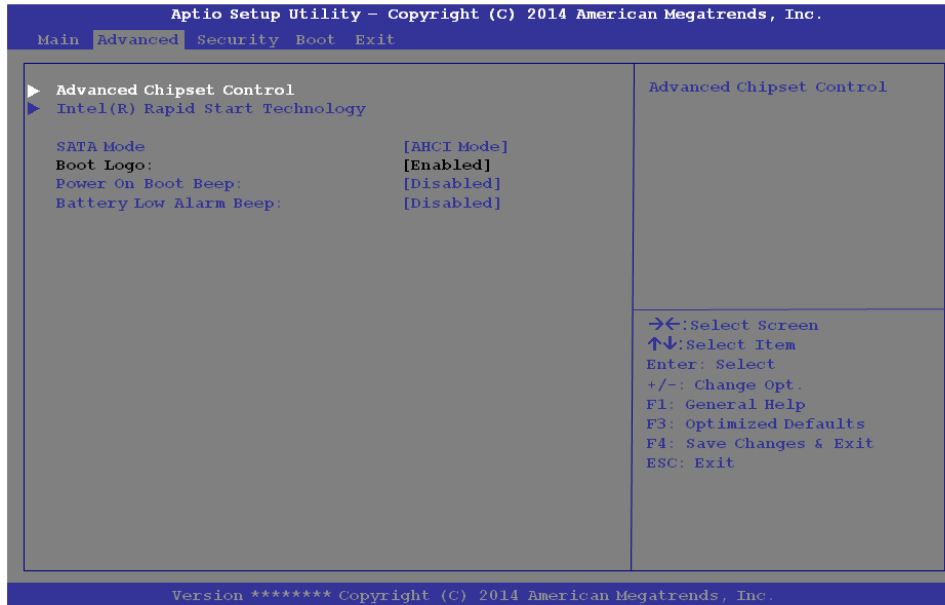 Aptio Setup Utility – Copyright (C) 2014 American Megatrends, Inc.
Main Advanced Security Boot Exit
Advanced Chipset Control
Intel(R) Rapid Start Technology
SATA Mode [AHCI Mode]
Boot Logo: [Enabled]
Power On Boot Beep: [Disabled]
Battery Low Alarm Beep: [Disabled]
Advanced Chipset Control
→←:Select Screen
↑↓:Select Item
Enter: Select
+/-: Change Opt.
F1: General Help
F3: Optimized Defaults
F4: Save Changes & Exit
ESC: Exit
Version ******** Copyright (C) 2014 American Megatrends, Inc.